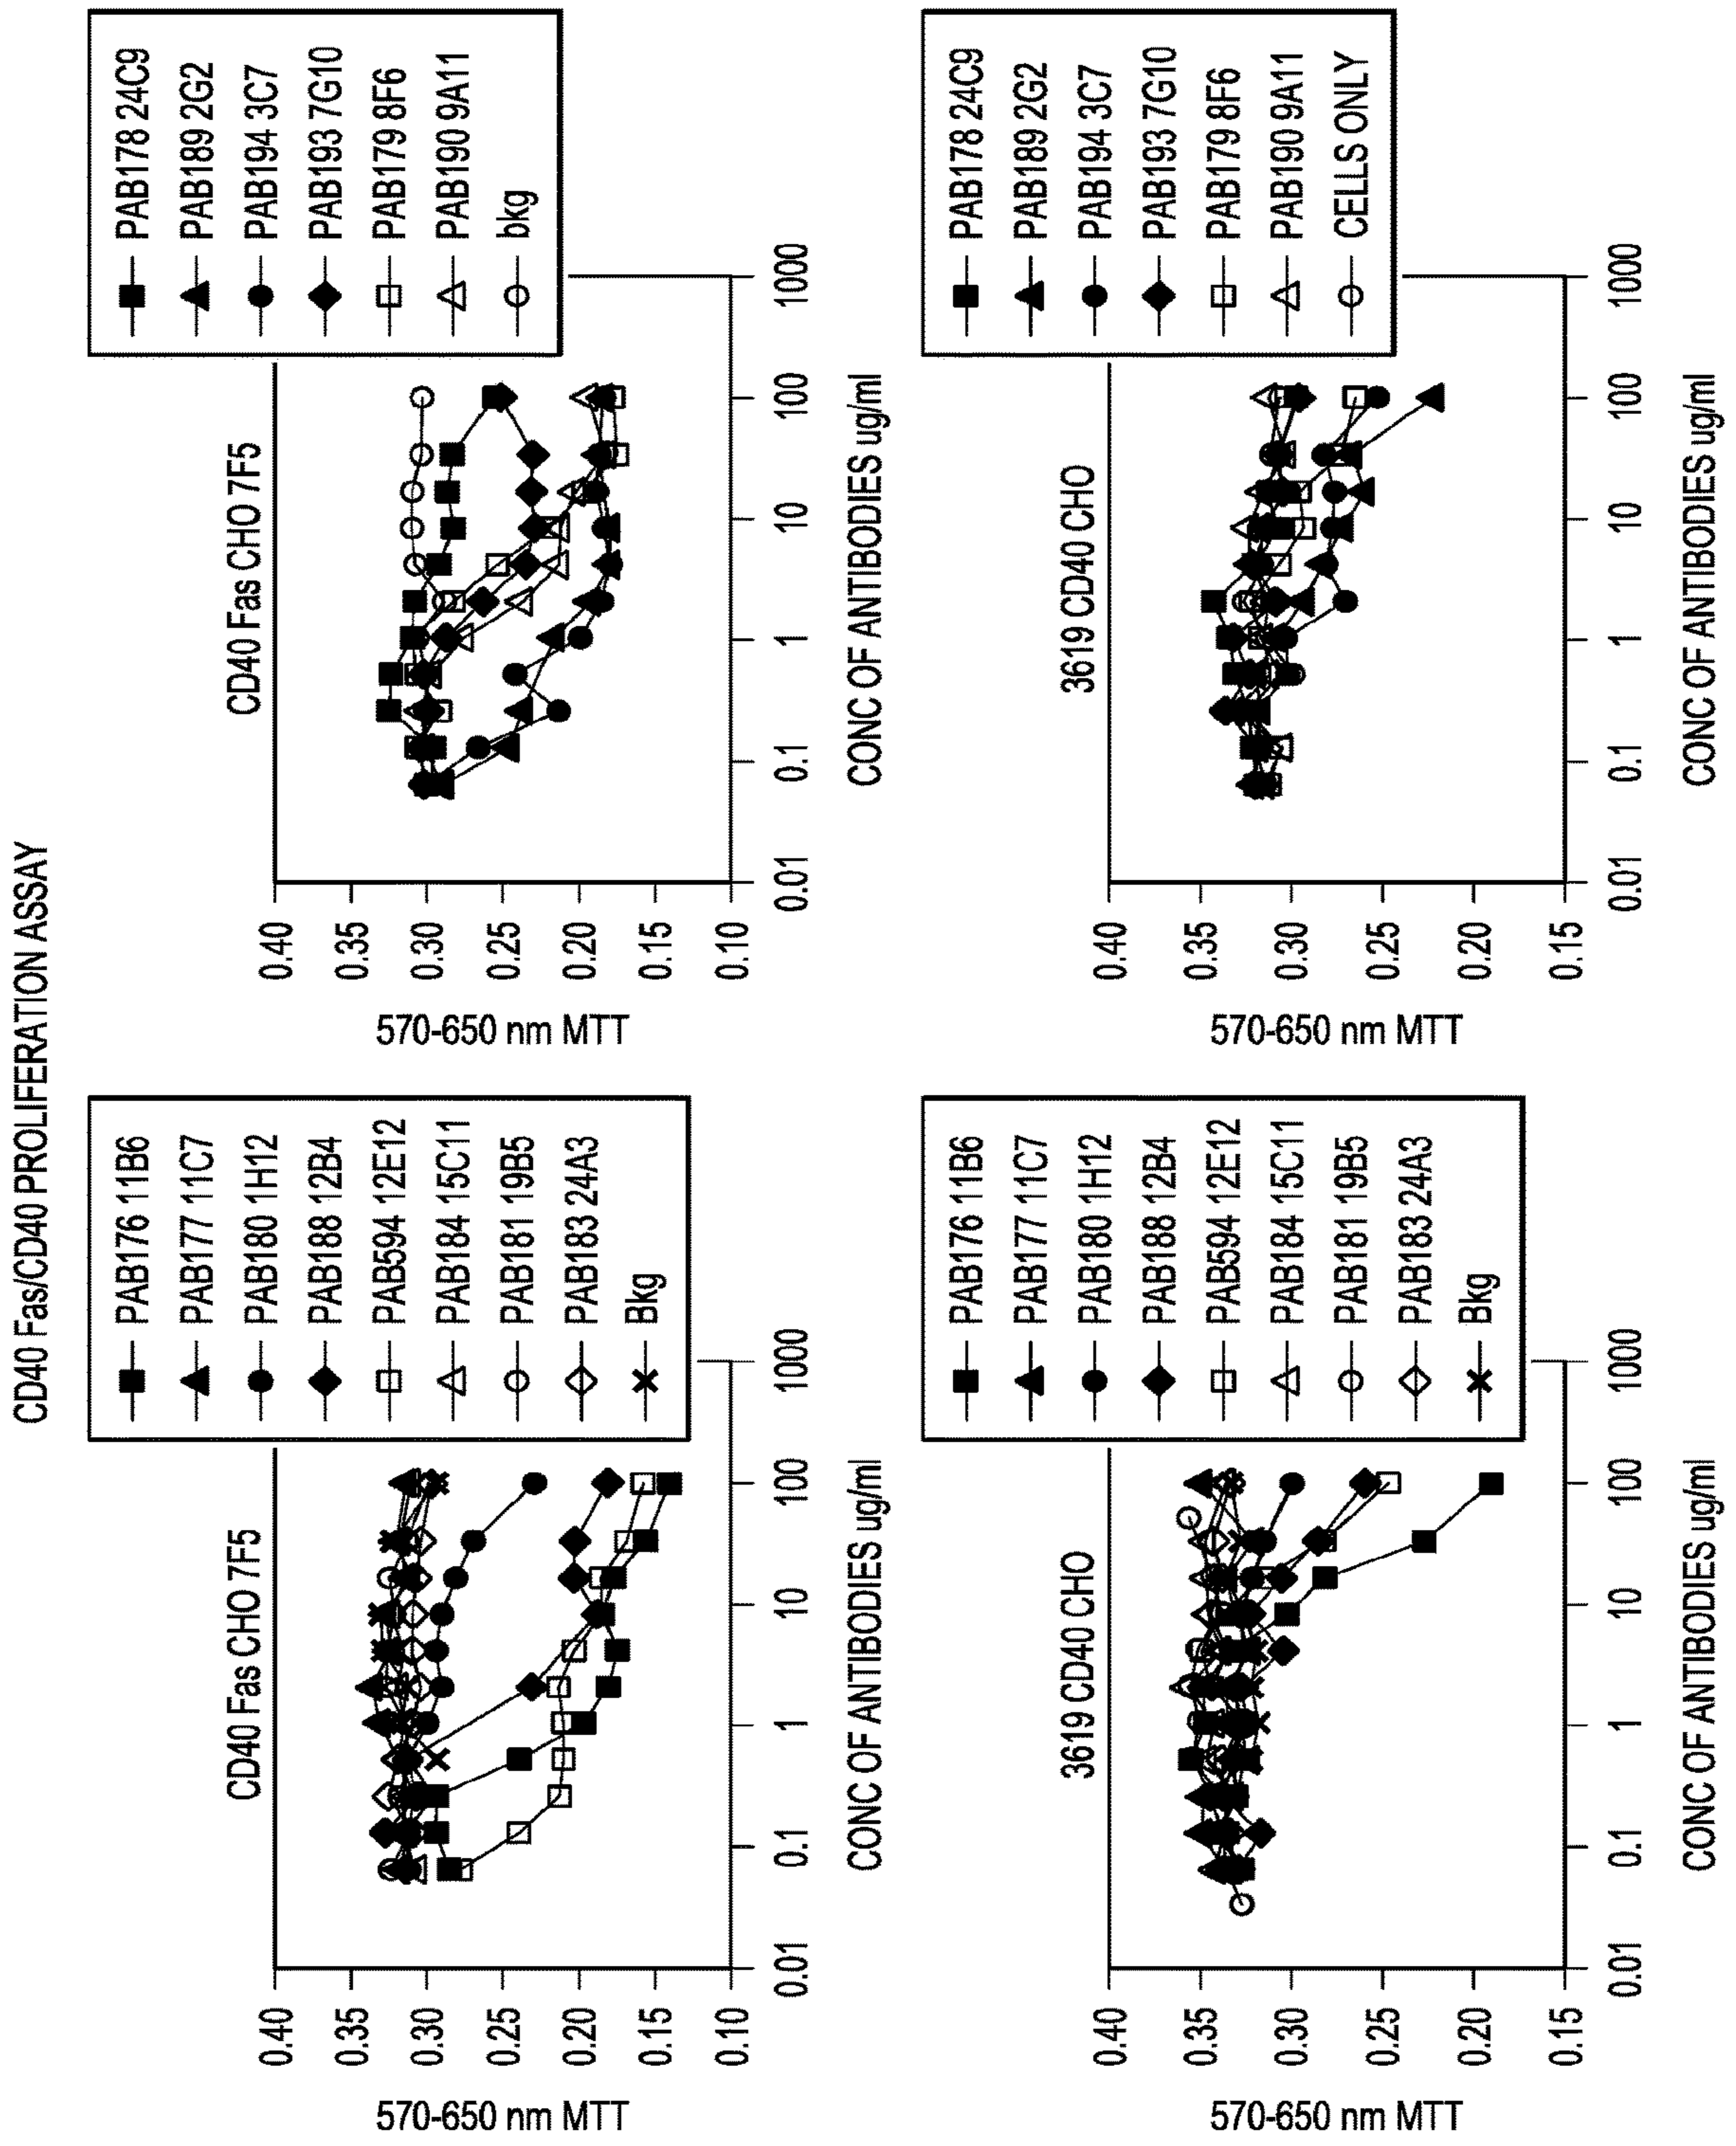 CD40 Fas/CD40 PROLIFERATION ASSAY
CD40 Fas CHO 7F5
570-650 nm MTT
0.40
0.35
0.30
0.25
0.20
0.15
0.10
0.01
0.1
1
10
100
1000
CONC OF ANTIBODIES ug/ml
PAB176 11B6
PAB177 11C7
PAB180 1H12
PAB188 12B4
PAB594 12E12
PAB184 15C11
PAB181 19B5
PAB183 24A3
Bkg
CD40 Fas CHO 7F5
570-650 nm MTT
0.40
0.35
0.30
0.25
0.20
0.15
0.10
0.01
0.1
1
10
100
1000
CONC OF ANTIBODIES ug/ml
PAB178 24C9
PAB189 2G2
PAB194 3C7
PAB193 7G10
PAB179 8F6
PAB190 9A11
bkg
3619 CD40 CHO
570-650 nm MTT
0.40
0.35
0.30
0.25
0.20
0.15
0.01
0.1
1
10
100
1000
CONC OF ANTIBODIES ug/ml
PAB176 11B6
PAB177 11C7
PAB180 1H12
PAB188 12B4
PAB594 12E12
PAB184 15C11
PAB181 19B5
PAB183 24A3
Bkg
3619 CD40 CHO
570-650 nm MTT
0.40
0.35
0.30
0.25
0.20
0.15
0.01
0.1
1
10
100
1000
CONC OF ANTIBODIES ug/ml
PAB178 24C9
PAB189 2G2
PAB194 3C7
PAB193 7G10
PAB179 8F6
PAB190 9A11
CELLS ONLY